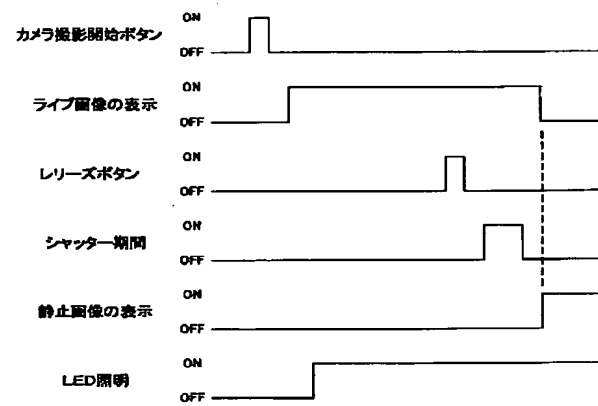 ON
カメラ撮影開始ボタン
OFF
ON
ライブ画像の表示
OFF
ON
レリーズボタン
OFF
ON
シャッター期間
OFF
ON
静止画像の表示
OFF
ON
LED照明
OFF